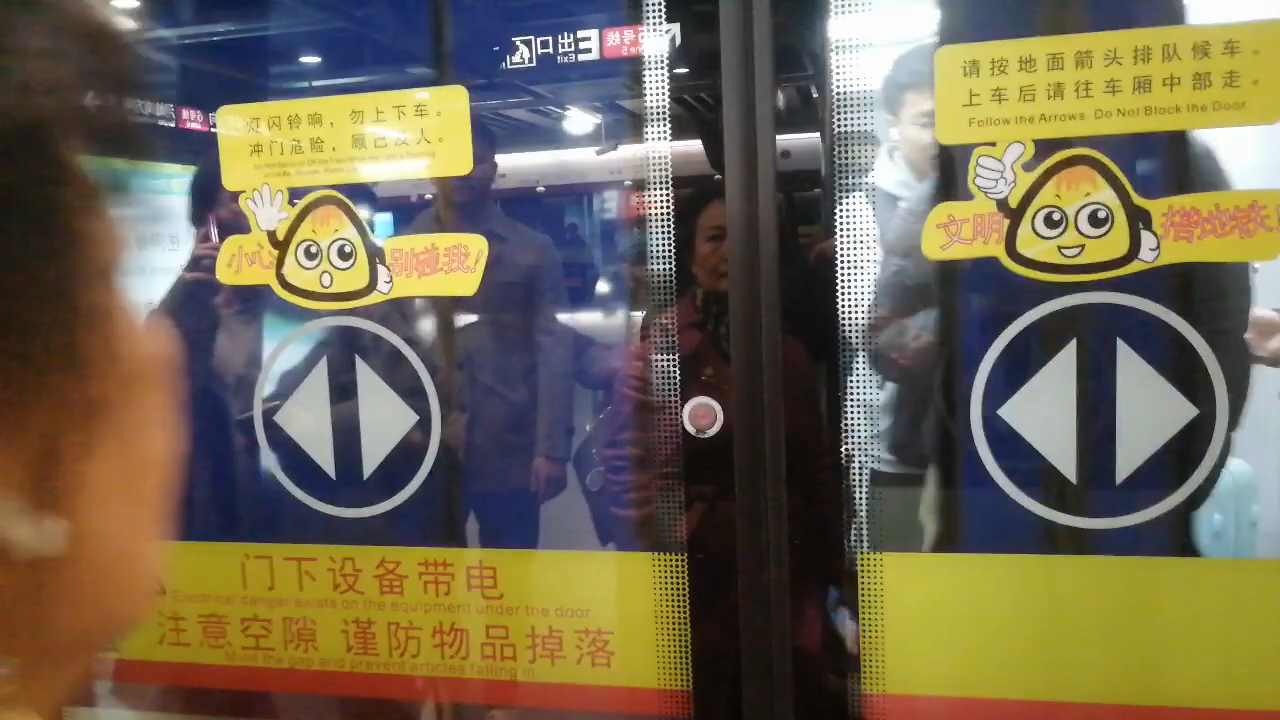 灯闪铃响，勿上下车。
冲门危险，顾己及人。
小心
别碰我！
请按地面箭头排队候车。
上车后请往车厢中部走。
Follow the Arrows. Do Not Block the Door.
文明
搭地铁！
E出口
Exit
门下设备带电
Electrical danger exists on the equipment under the door
注意空隙 谨防物品掉落
Mind the gap and prevent articles falling in